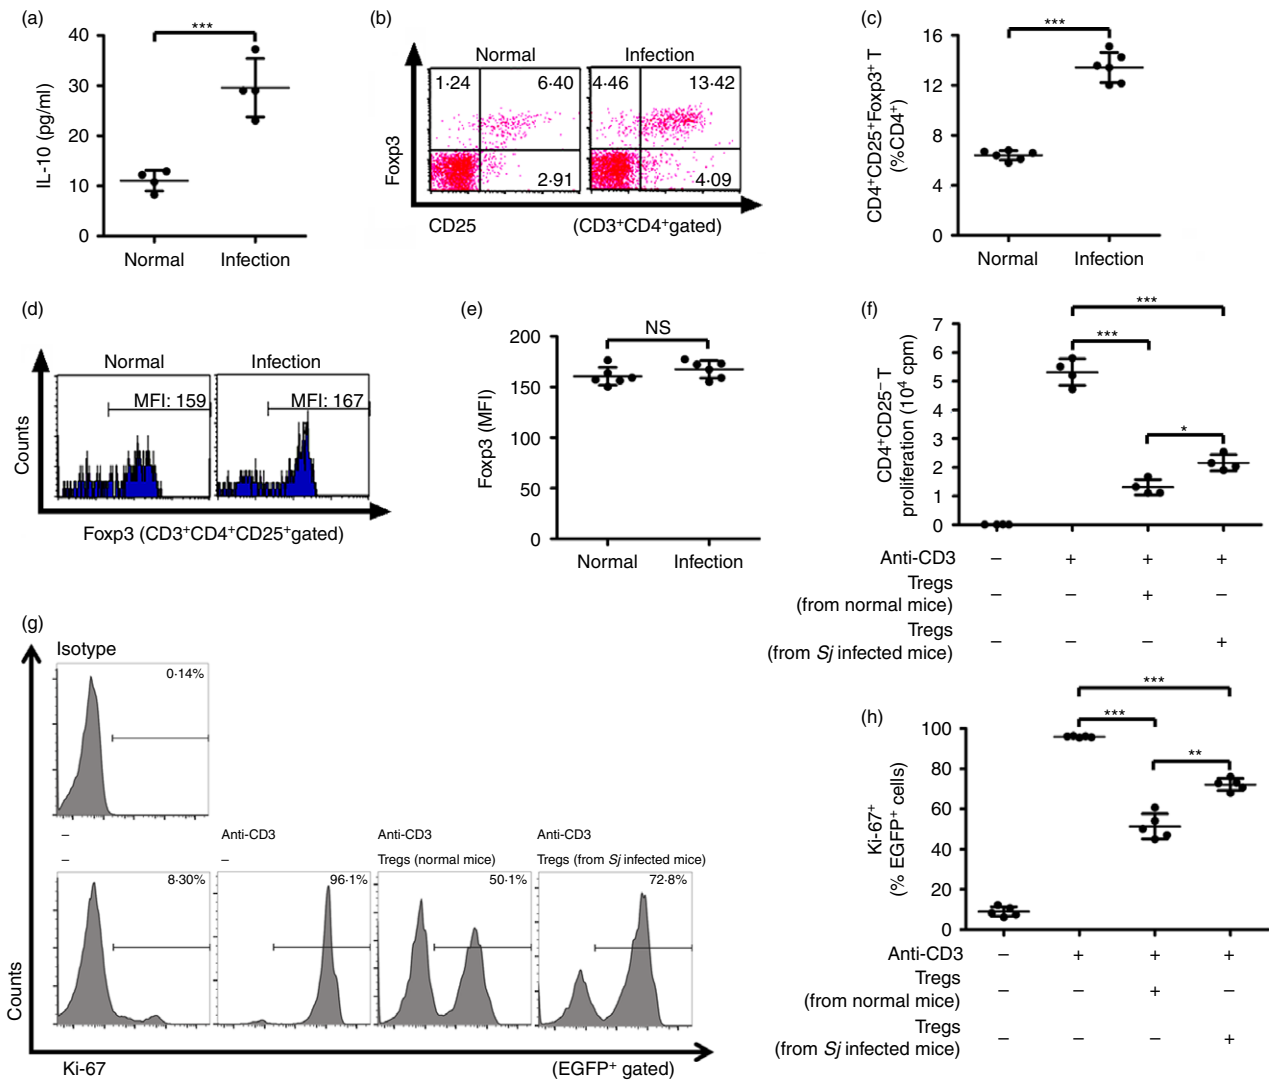 (a)
***
40
30
20
10
0
IL-10 (pg/ml)
Normal
Infection
(b)
Normal
Infection
1·24
6·40
4·46
13·42
2·91
4·09
Foxp3
CD25
(CD3⁺CD4⁺gated)
(c)
***
16
12
8
4
0
CD4⁺CD25⁺Foxp3⁺ T
(%CD4⁺)
Normal
Infection
(d)
Normal
Infection
MFI: 159
MFI: 167
Counts
Foxp3 (CD3⁺CD4⁺CD25⁺gated)
(e)
NS
200
150
100
50
0
Foxp3 (MFI)
Normal
Infection
(f)
***
***
*
7
6
5
4
3
2
1
0
CD4⁺CD25⁻ T
proliferation (10⁴ cpm)
Anti-CD3 – + + +
Tregs
(from normal mice) – – + –
Tregs
(from Sj infected mice) – – – +
(g)
Isotype
0·14%
– Anti-CD3 Anti-CD3 Anti-CD3
– – Tregs (normal mice) Tregs (from Sj infected mice)
8·30%
96·1%
50·1%
72·8%
Counts
Ki-67
(EGFP⁺ gated)
(h)
***
***
**
100
80
60
40
20
0
Ki-67⁺
(% EGFP⁺ cells)
Anti-CD3 – + + +
Tregs
(from normal mice) – – + –
Tregs
(from Sj infected mice) – – – +